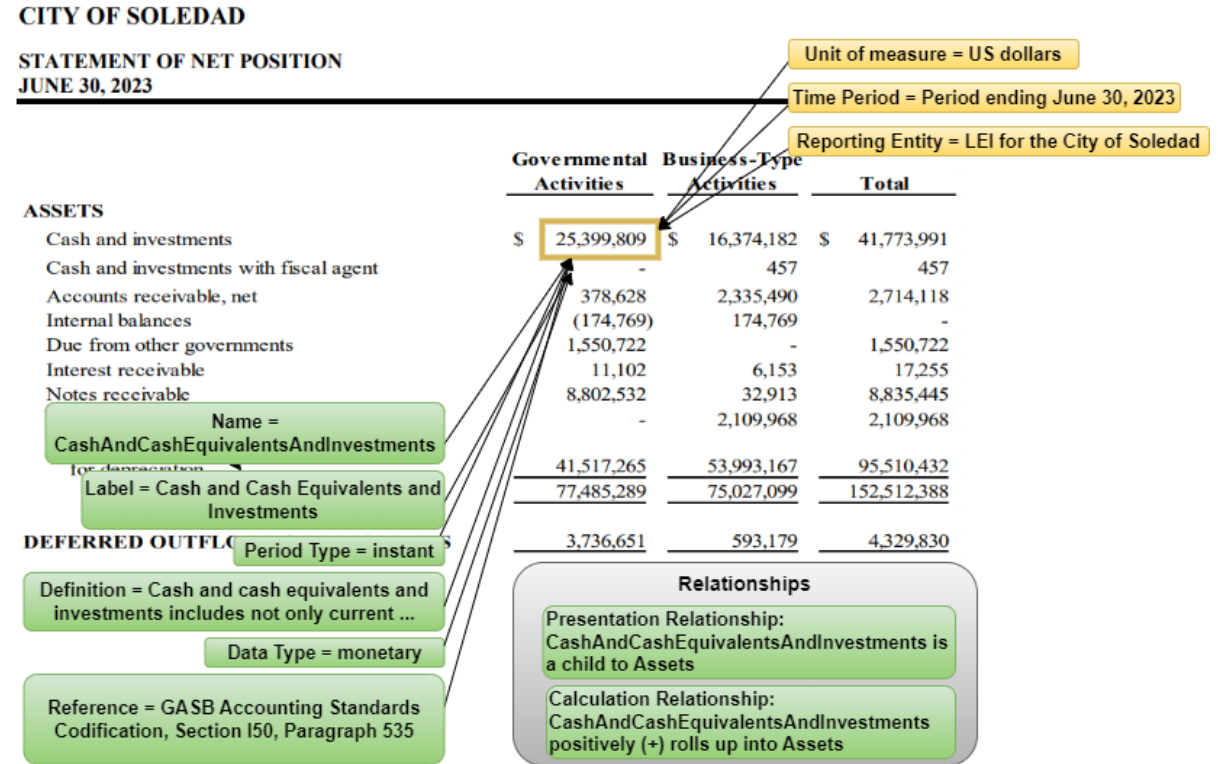 CITY OF SOLEDAD
STATEMENT OF NET POSITION
JUNE 30, 2023
Unit of measure = US dollars
Time Period = Period ending June 30, 2023
Reporting Entity = LEI for the City of Soledad
Governmental Business-Type
Activities Activities Total
ASSETS
Cash and investments $ 25,399,809 $ 16,374,182 $ 41,773,991
Cash and investments with fiscal agent - 457 457
Accounts receivable, net 378,628 2,335,490 2,714,118
Internal balances (174,769) 174,769 -
Due from other governments 1,550,722 - 1,550,722
Interest receivable 11,102 6,153 17,255
Notes receivable 8,802,532 32,913 8,835,445
- 2,109,968 2,109,968
for depreciation 41,517,265 53,993,167 95,510,432
77,485,289 75,027,099 152,512,388
DEFERRED 3,736,651 593,179 4,329,830
Name =
CashAndCashEquivalentsAndInvestments
Label = Cash and Cash Equivalents and
Investments
Period Type = instant
Definition = Cash and cash equivalents and
investments includes not only current ...
Data Type = monetary
Reference = GASB Accounting Standards
Codification, Section I50, Paragraph 535
Relationships
Presentation Relationship:
CashAndCashEquivalentsAndInvestments is
a child to Assets
Calculation Relationship:
CashAndCashEquivalentsAndInvestments
positively (+) rolls up into Assets